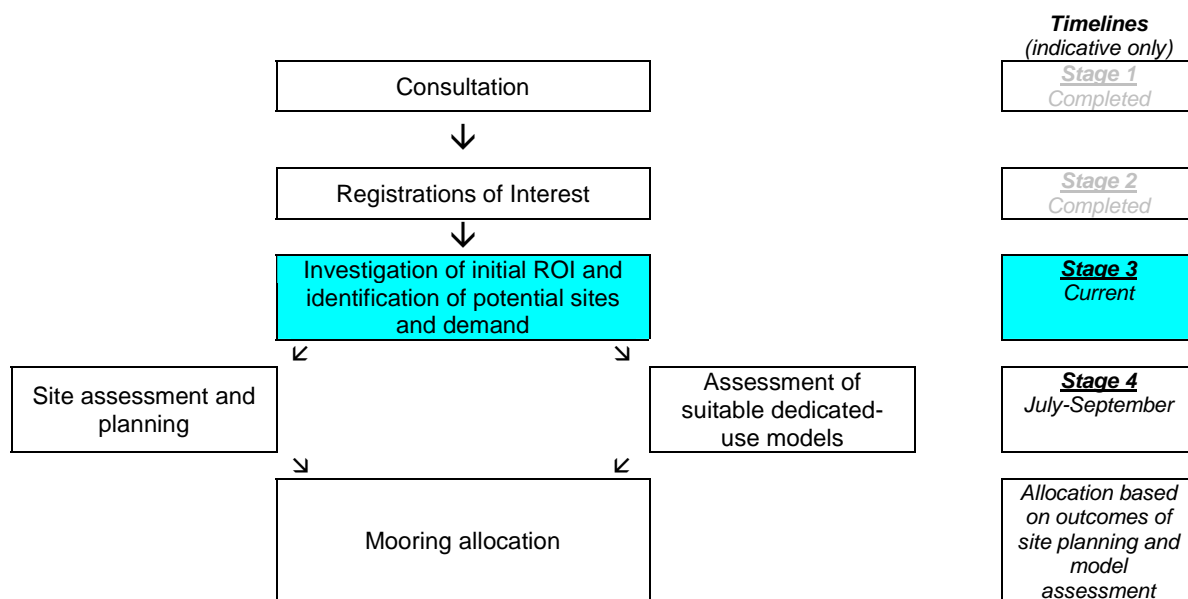 Timelines
(indicative only)
Consultation
Stage 1
Completed
Registrations of Interest
Stage 2
Completed
Investigation of initial ROI and
identification of potential sites
and demand
Stage 3
Current
Site assessment and
planning
Assessment of
suitable dedicated-
use models
Stage 4
July-September
Mooring allocation
Allocation based
on outcomes of
site planning and
model
assessment